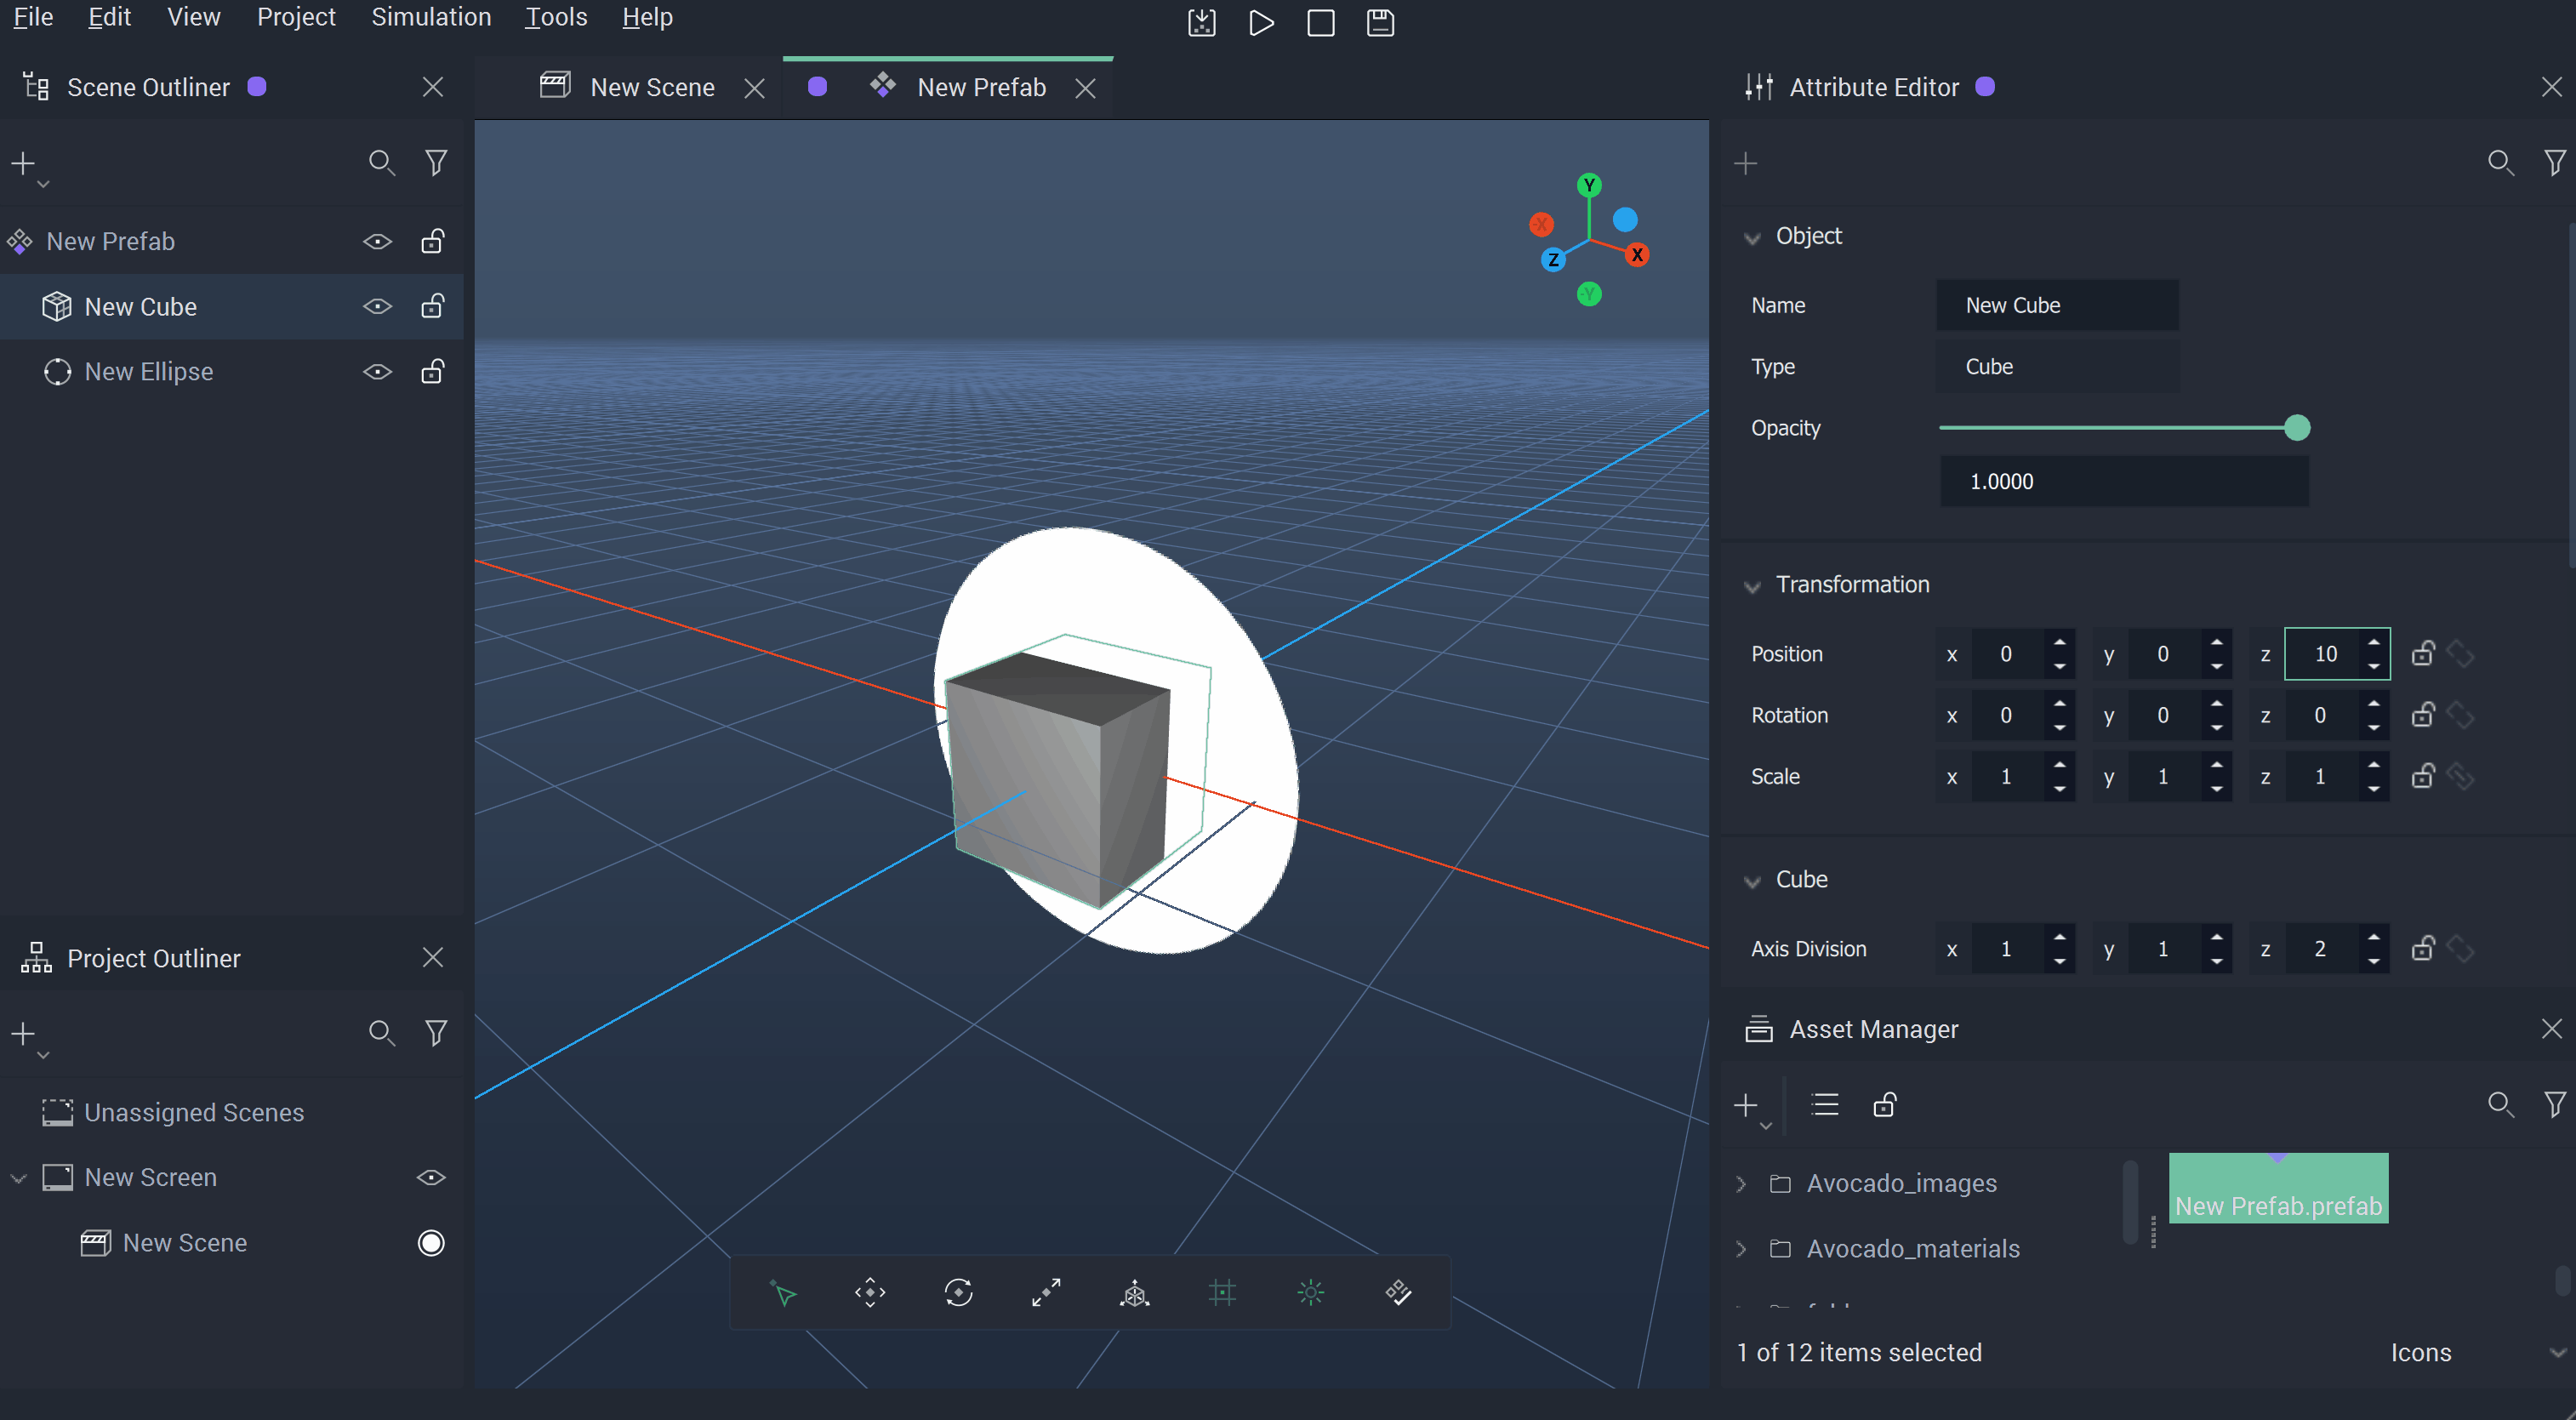 File Edit View Project Simulation Tools Help
Scene Outliner
New Prefab
New Cube
New Ellipse
Project Outliner
Unassigned Scenes
New Screen
New Scene
New Scene New Prefab
Y
-X
X
Z
-Y
Attribute Editor
Object
Name New Cube
Type Cube
Opacity
1.0000
Transformation
Position x 0 y 0 z 10
Rotation x 0 y 0 z 0
Scale x 1 y 1 z 1
Cube
Axis Division x 1 y 1 z 2
Asset Manager
Avocado_images
Avocado_materials
New Prefab.prefab
1 of 12 items selected Icons